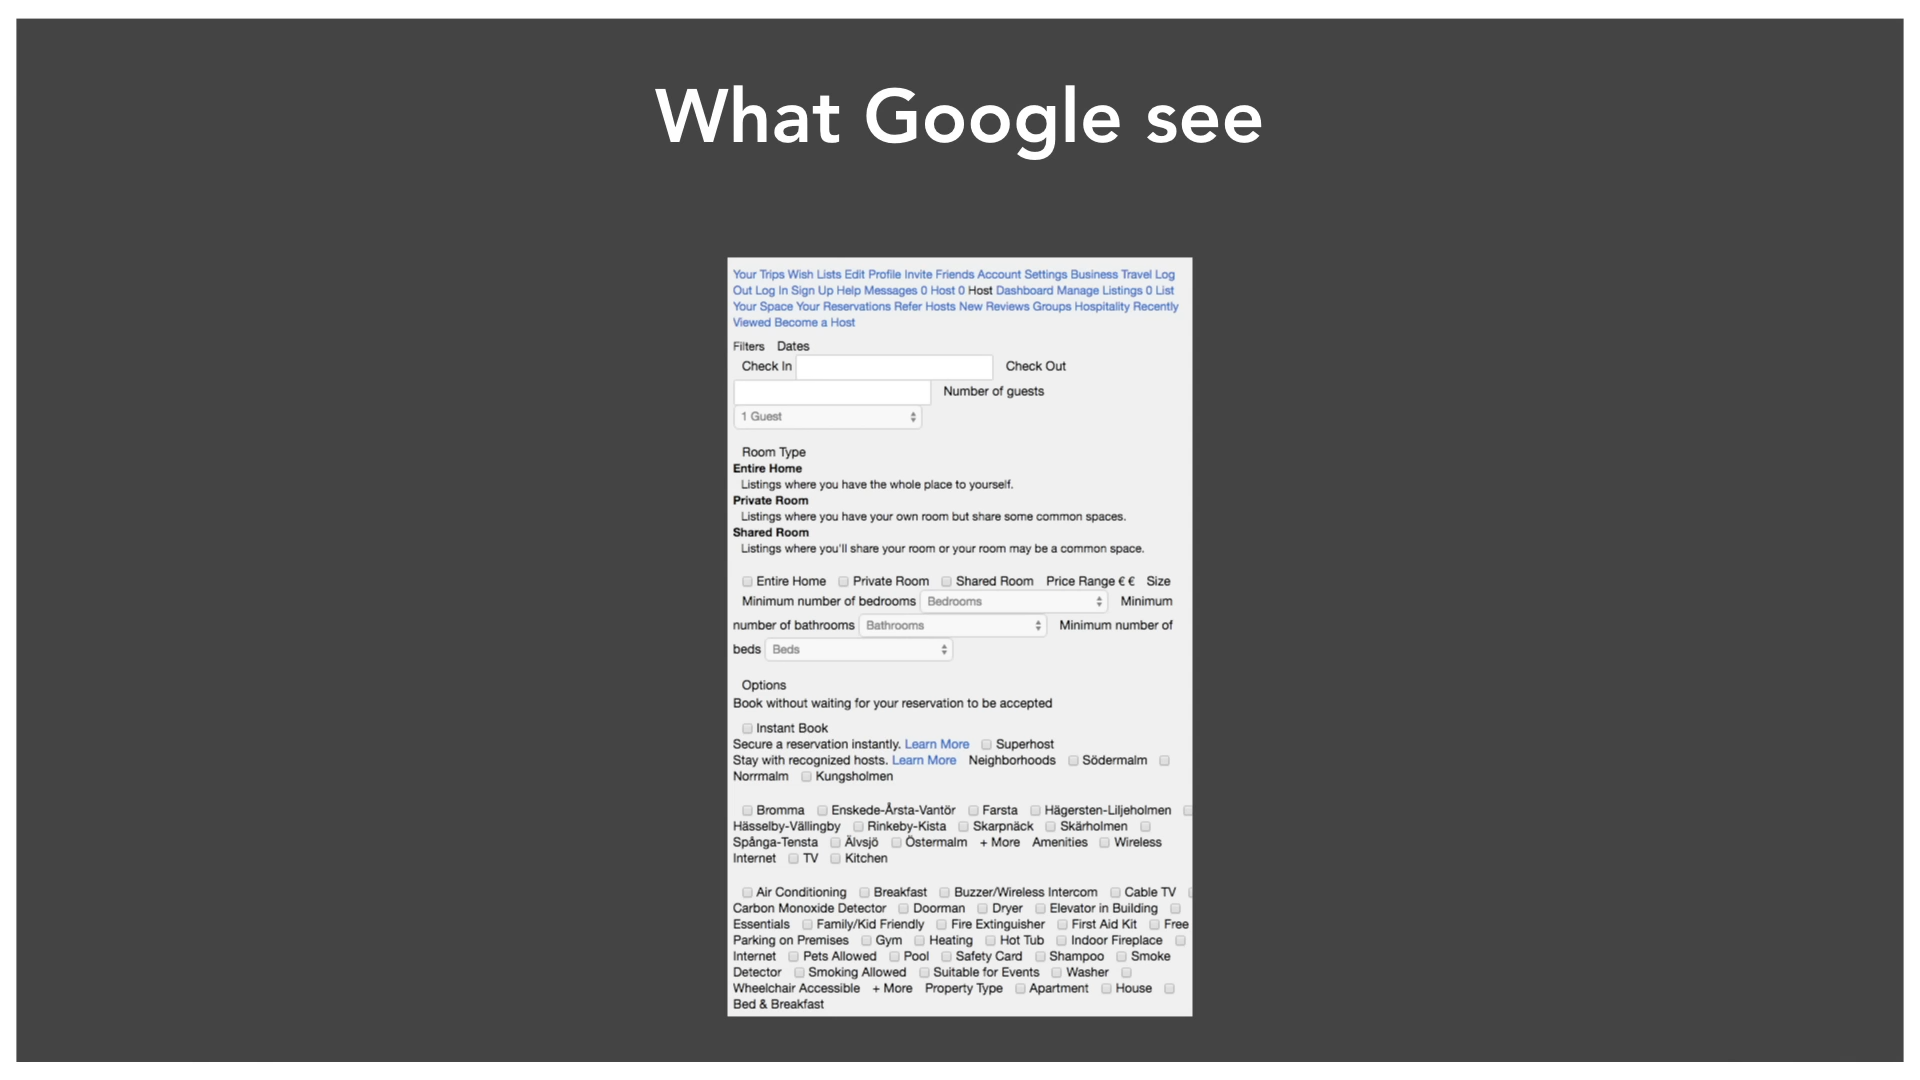 What Google see
Your Trips Wish Lists Edit Profile Invite Friends Account Settings Business Travel Log
Out Log In Sign Up Help Messages 0 Host 0 Host Dashboard Manage Listings 0 List
Your Space Your Reservations Refer Hosts New Reviews Groups Hospitality Recently
Viewed Become a Host
Filters Dates
Check In Check Out
Number of guests
1 Guest
Room Type
Entire Home
Listings where you have the whole place to yourself.
Private Room
Listings where you have your own room but share some common spaces.
Shared Room
Listings where you'll share your room or your room may be a common space.
Entire Home Private Room Shared Room Price Range € € Size
Minimum number of bedrooms Bedrooms Minimum
number of bathrooms Bathrooms Minimum number of
beds Beds
Options
Book without waiting for your reservation to be accepted
Instant Book
Secure a reservation instantly. Learn More Superhost
Stay with recognized hosts. Learn More Neighborhoods Södermalm
Norrmalm Kungsholmen
Bromma Enskede-Årsta-Vantör Farsta Hägersten-Liljeholmen
Hässelby-Vällingby Rinkeby-Kista Skarpnäck Skärholmen
Spånga-Tensta Älvsjö Östermalm + More Amenities Wireless
Internet TV Kitchen
Air Conditioning Breakfast Buzzer/Wireless Intercom Cable TV
Carbon Monoxide Detector Doorman Dryer Elevator in Building
Essentials Family/Kid Friendly Fire Extinguisher First Aid Kit Free
Parking on Premises Gym Heating Hot Tub Indoor Fireplace
Internet Pets Allowed Pool Safety Card Shampoo Smoke
Detector Smoking Allowed Suitable for Events Washer
Wheelchair Accessible + More Property Type Apartment House
Bed & Breakfast